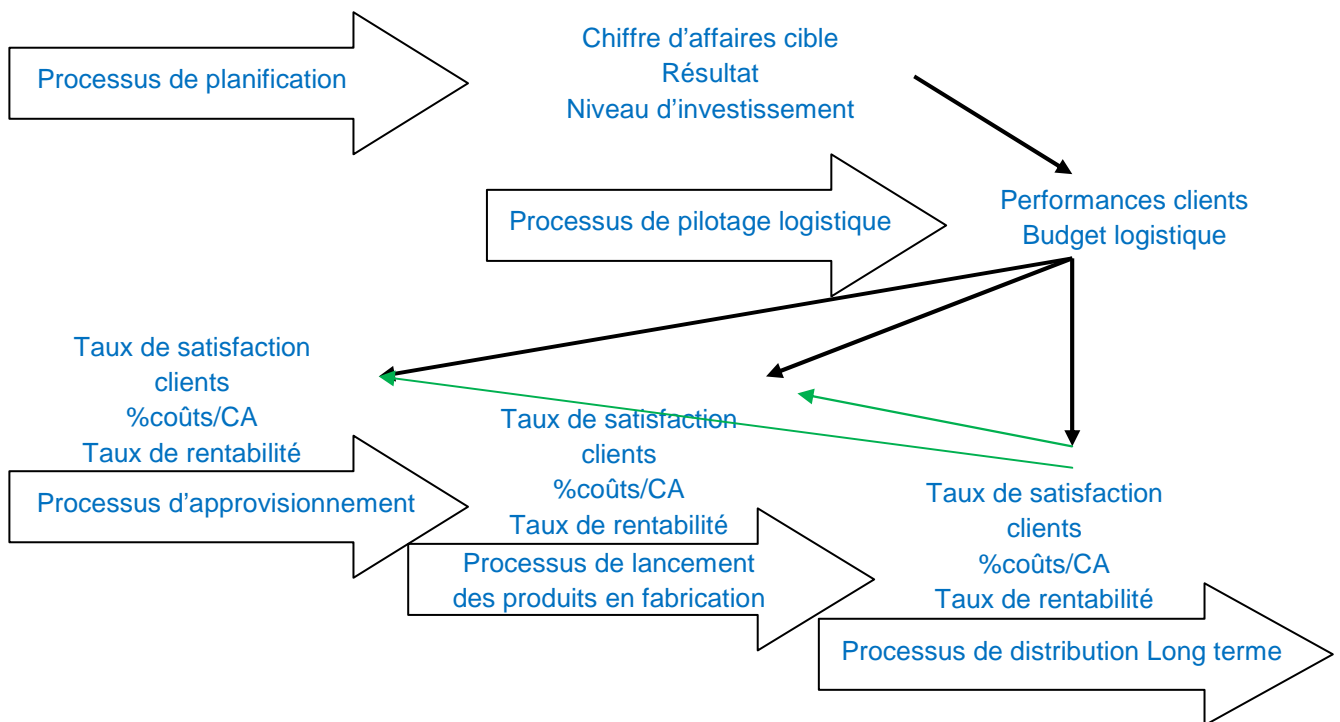 Processus de planification
Chiffre d’affaires cible
Résultat
Niveau d’investissement
Processus de pilotage logistique
Performances clients
Budget logistique
Taux de satisfaction
clients
%coûts/CA
Taux de rentabilité
Processus d’approvisionnement
Taux de satisfaction
clients
%coûts/CA
Taux de rentabilité
Processus de lancement
des produits en fabrication
Taux de satisfaction
clients
%coûts/CA
Taux de rentabilité
Processus de distribution Long terme